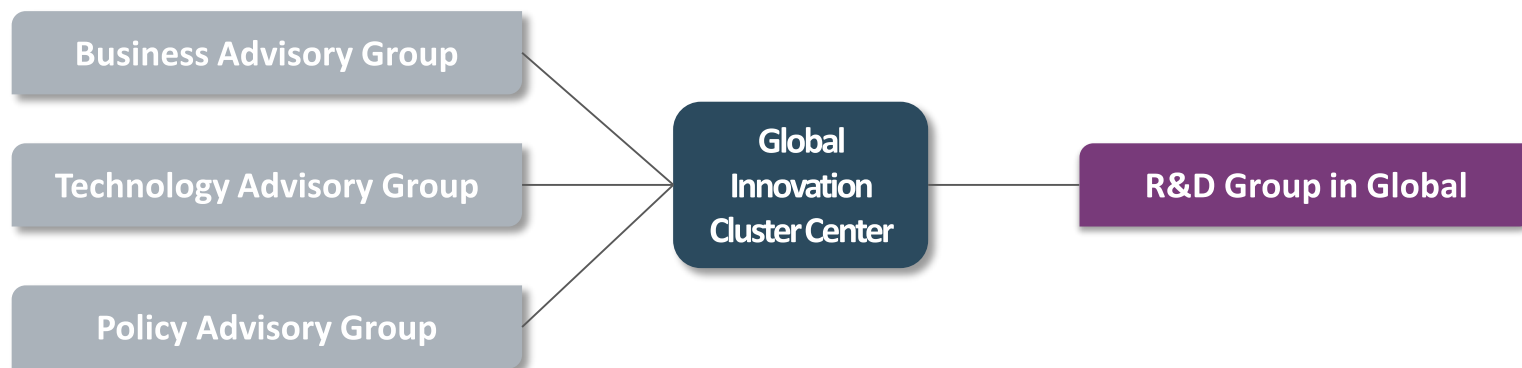 Business Advisory Group
Technology Advisory Group
Policy Advisory Group
Global
Innovation
Cluster Center
R&D Group in Global